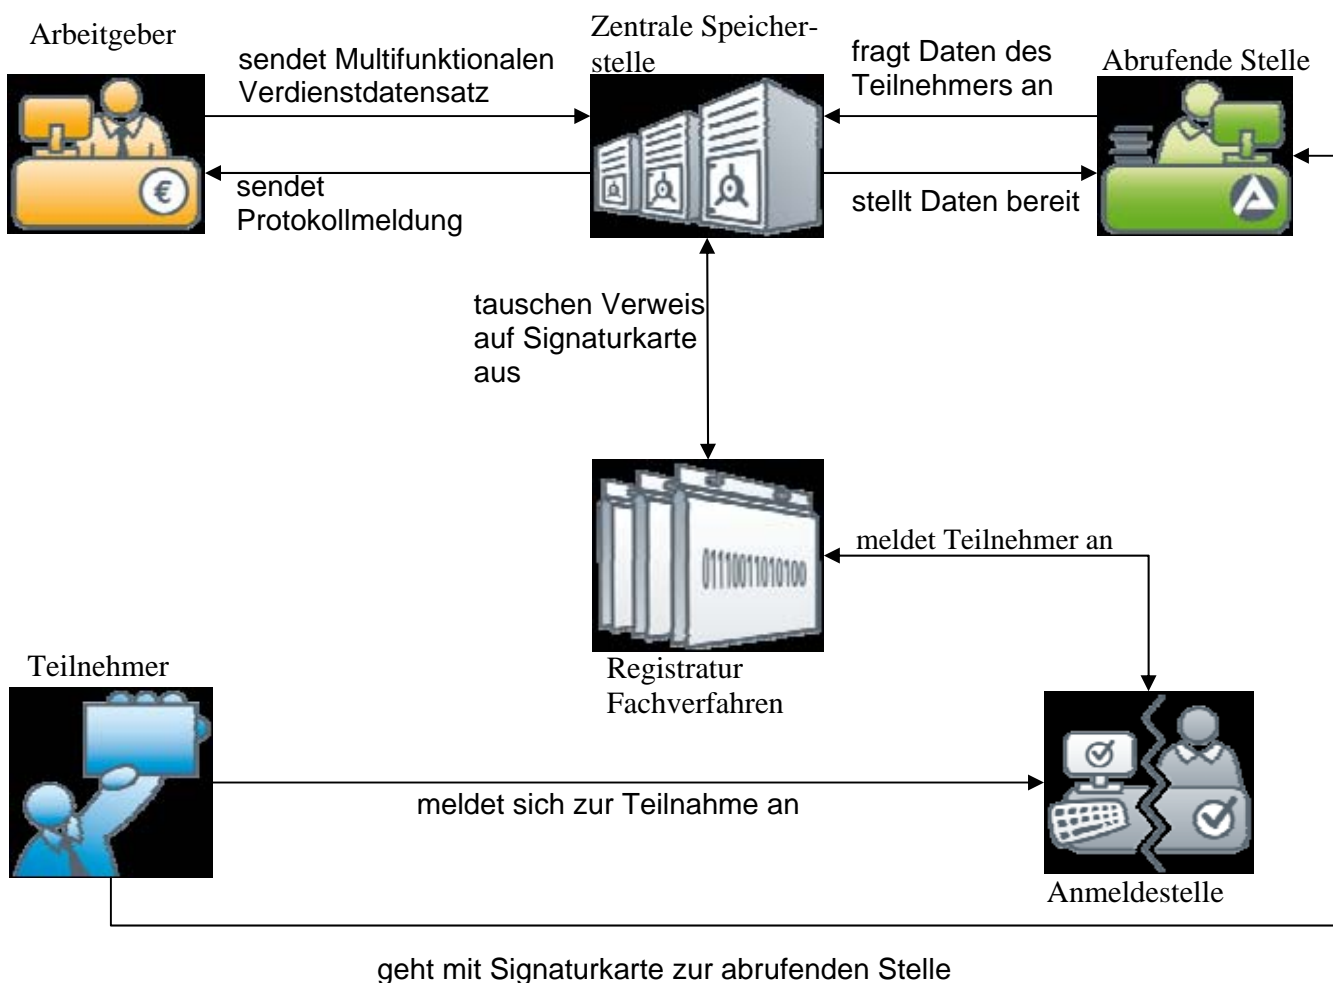 Arbeitgeber
sendet Multifunktionalen
Verdienstdatensatz
Zentrale Speicher-
stelle
fragt Daten des
Teilnehmers an
Abrufende Stelle
€
sendet
Protokollmeldung
stellt Daten bereit
tauschen Verweis
auf Signaturkarte
aus
meldet Teilnehmer an
01110011010100
Registratur
Fachverfahren
Teilnehmer
meldet sich zur Teilnahme an
Anmeldestelle
geht mit Signaturkarte zur abrufenden Stelle